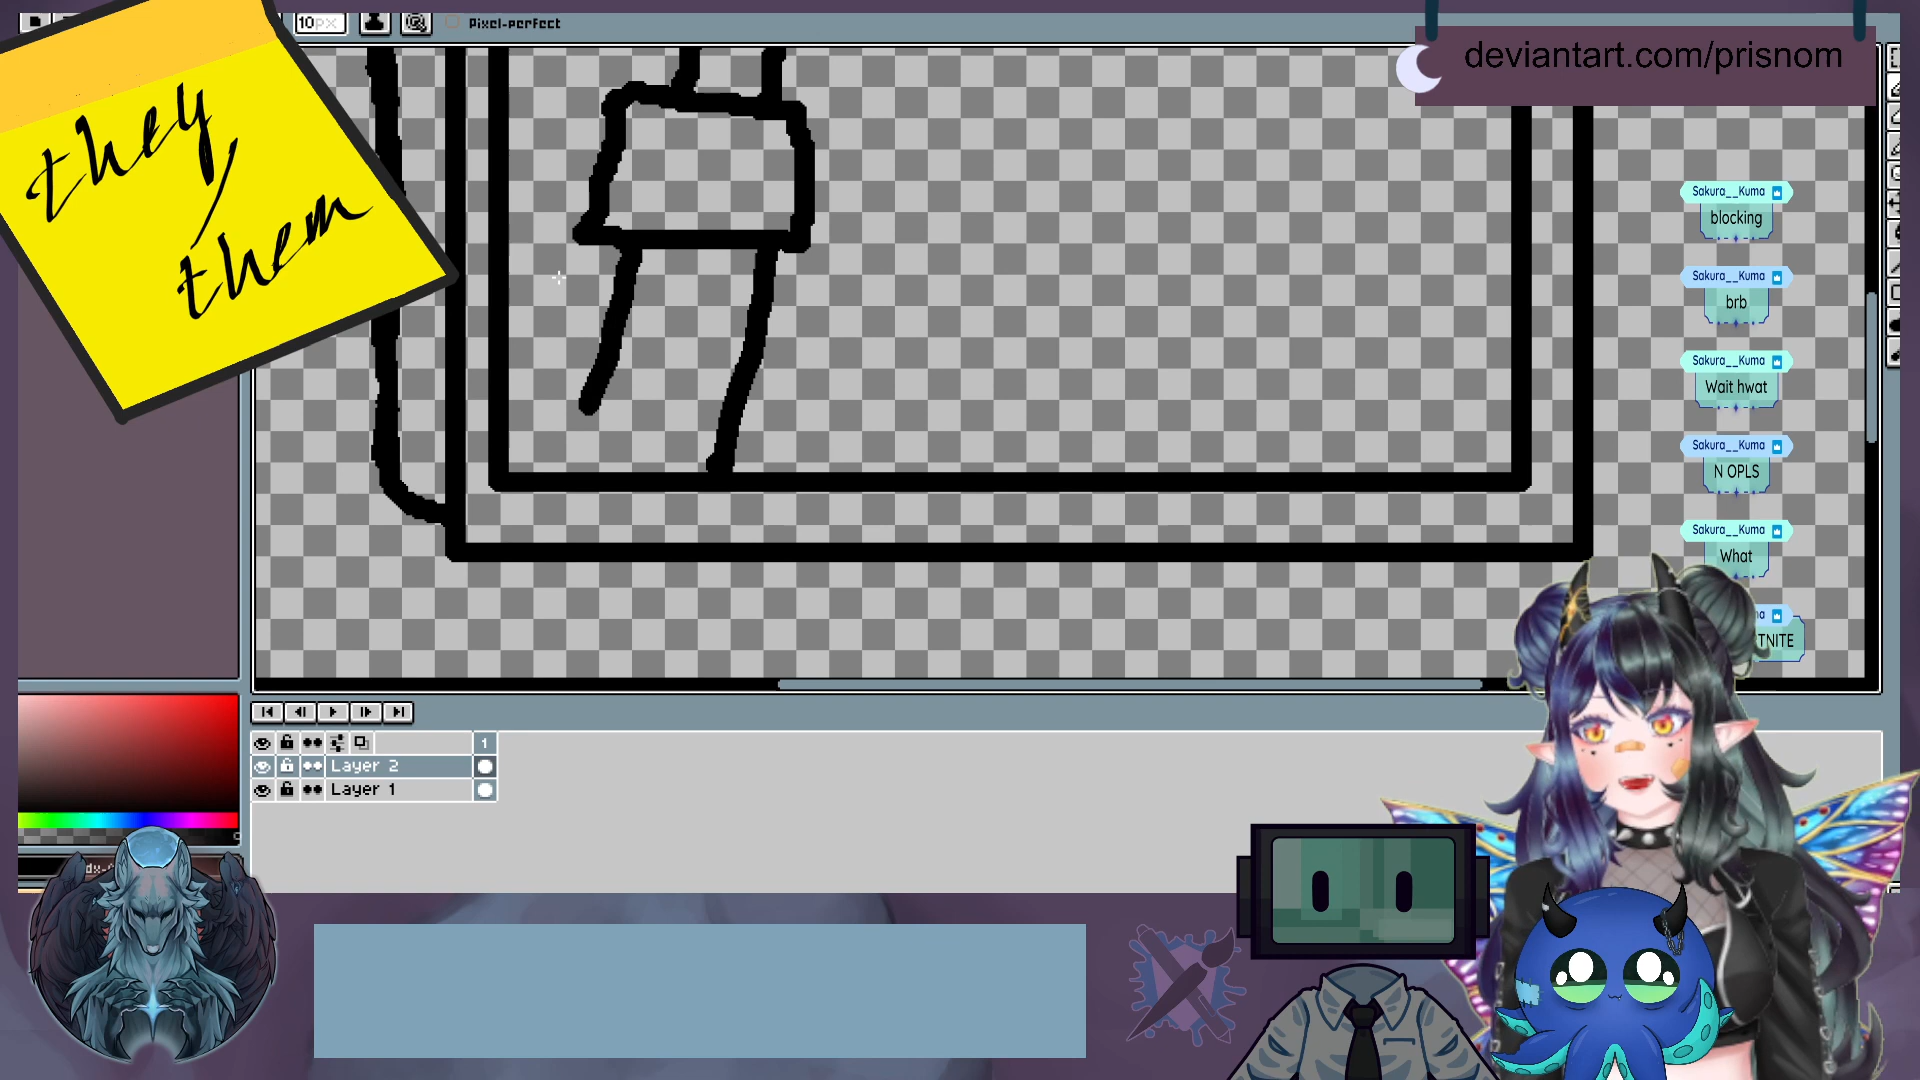 10px
Pixel-perfect
deviantart.com/prisnom
they
/
them
Sakura__Kuma
blocking
Sakura__Kuma
brb
Sakura__Kuma
Wait hwat
Sakura__Kuma
N OPLS
Sakura__Kuma
What
TNITE
1
Layer 2
Layer 1